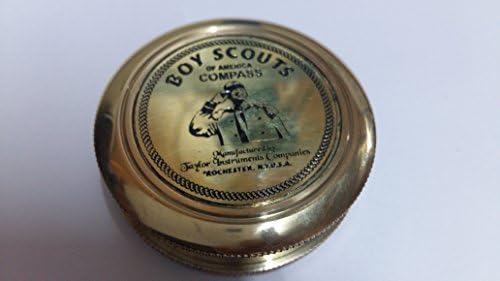 BOY SCOUTS
OF AMERICA
COMPASS
Manufactured by
Taylor Instruments Companies
ROCHESTER, N.Y. U.S.A.